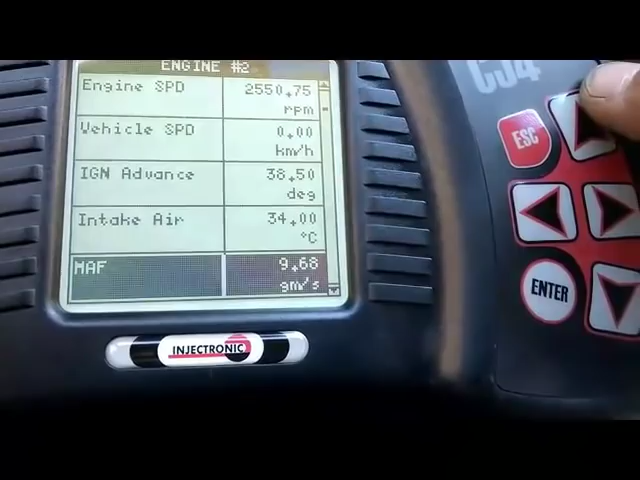 ENGINE #2
Engine SPD 2550.75
rpm
Vehicle SPD 0.00
km/h
IGN Advance 38.50
deg
Intake Air 34.00
°C
MAF 9.68
gm/s
INJECTRONIC
CJ4
ESC
ENTER